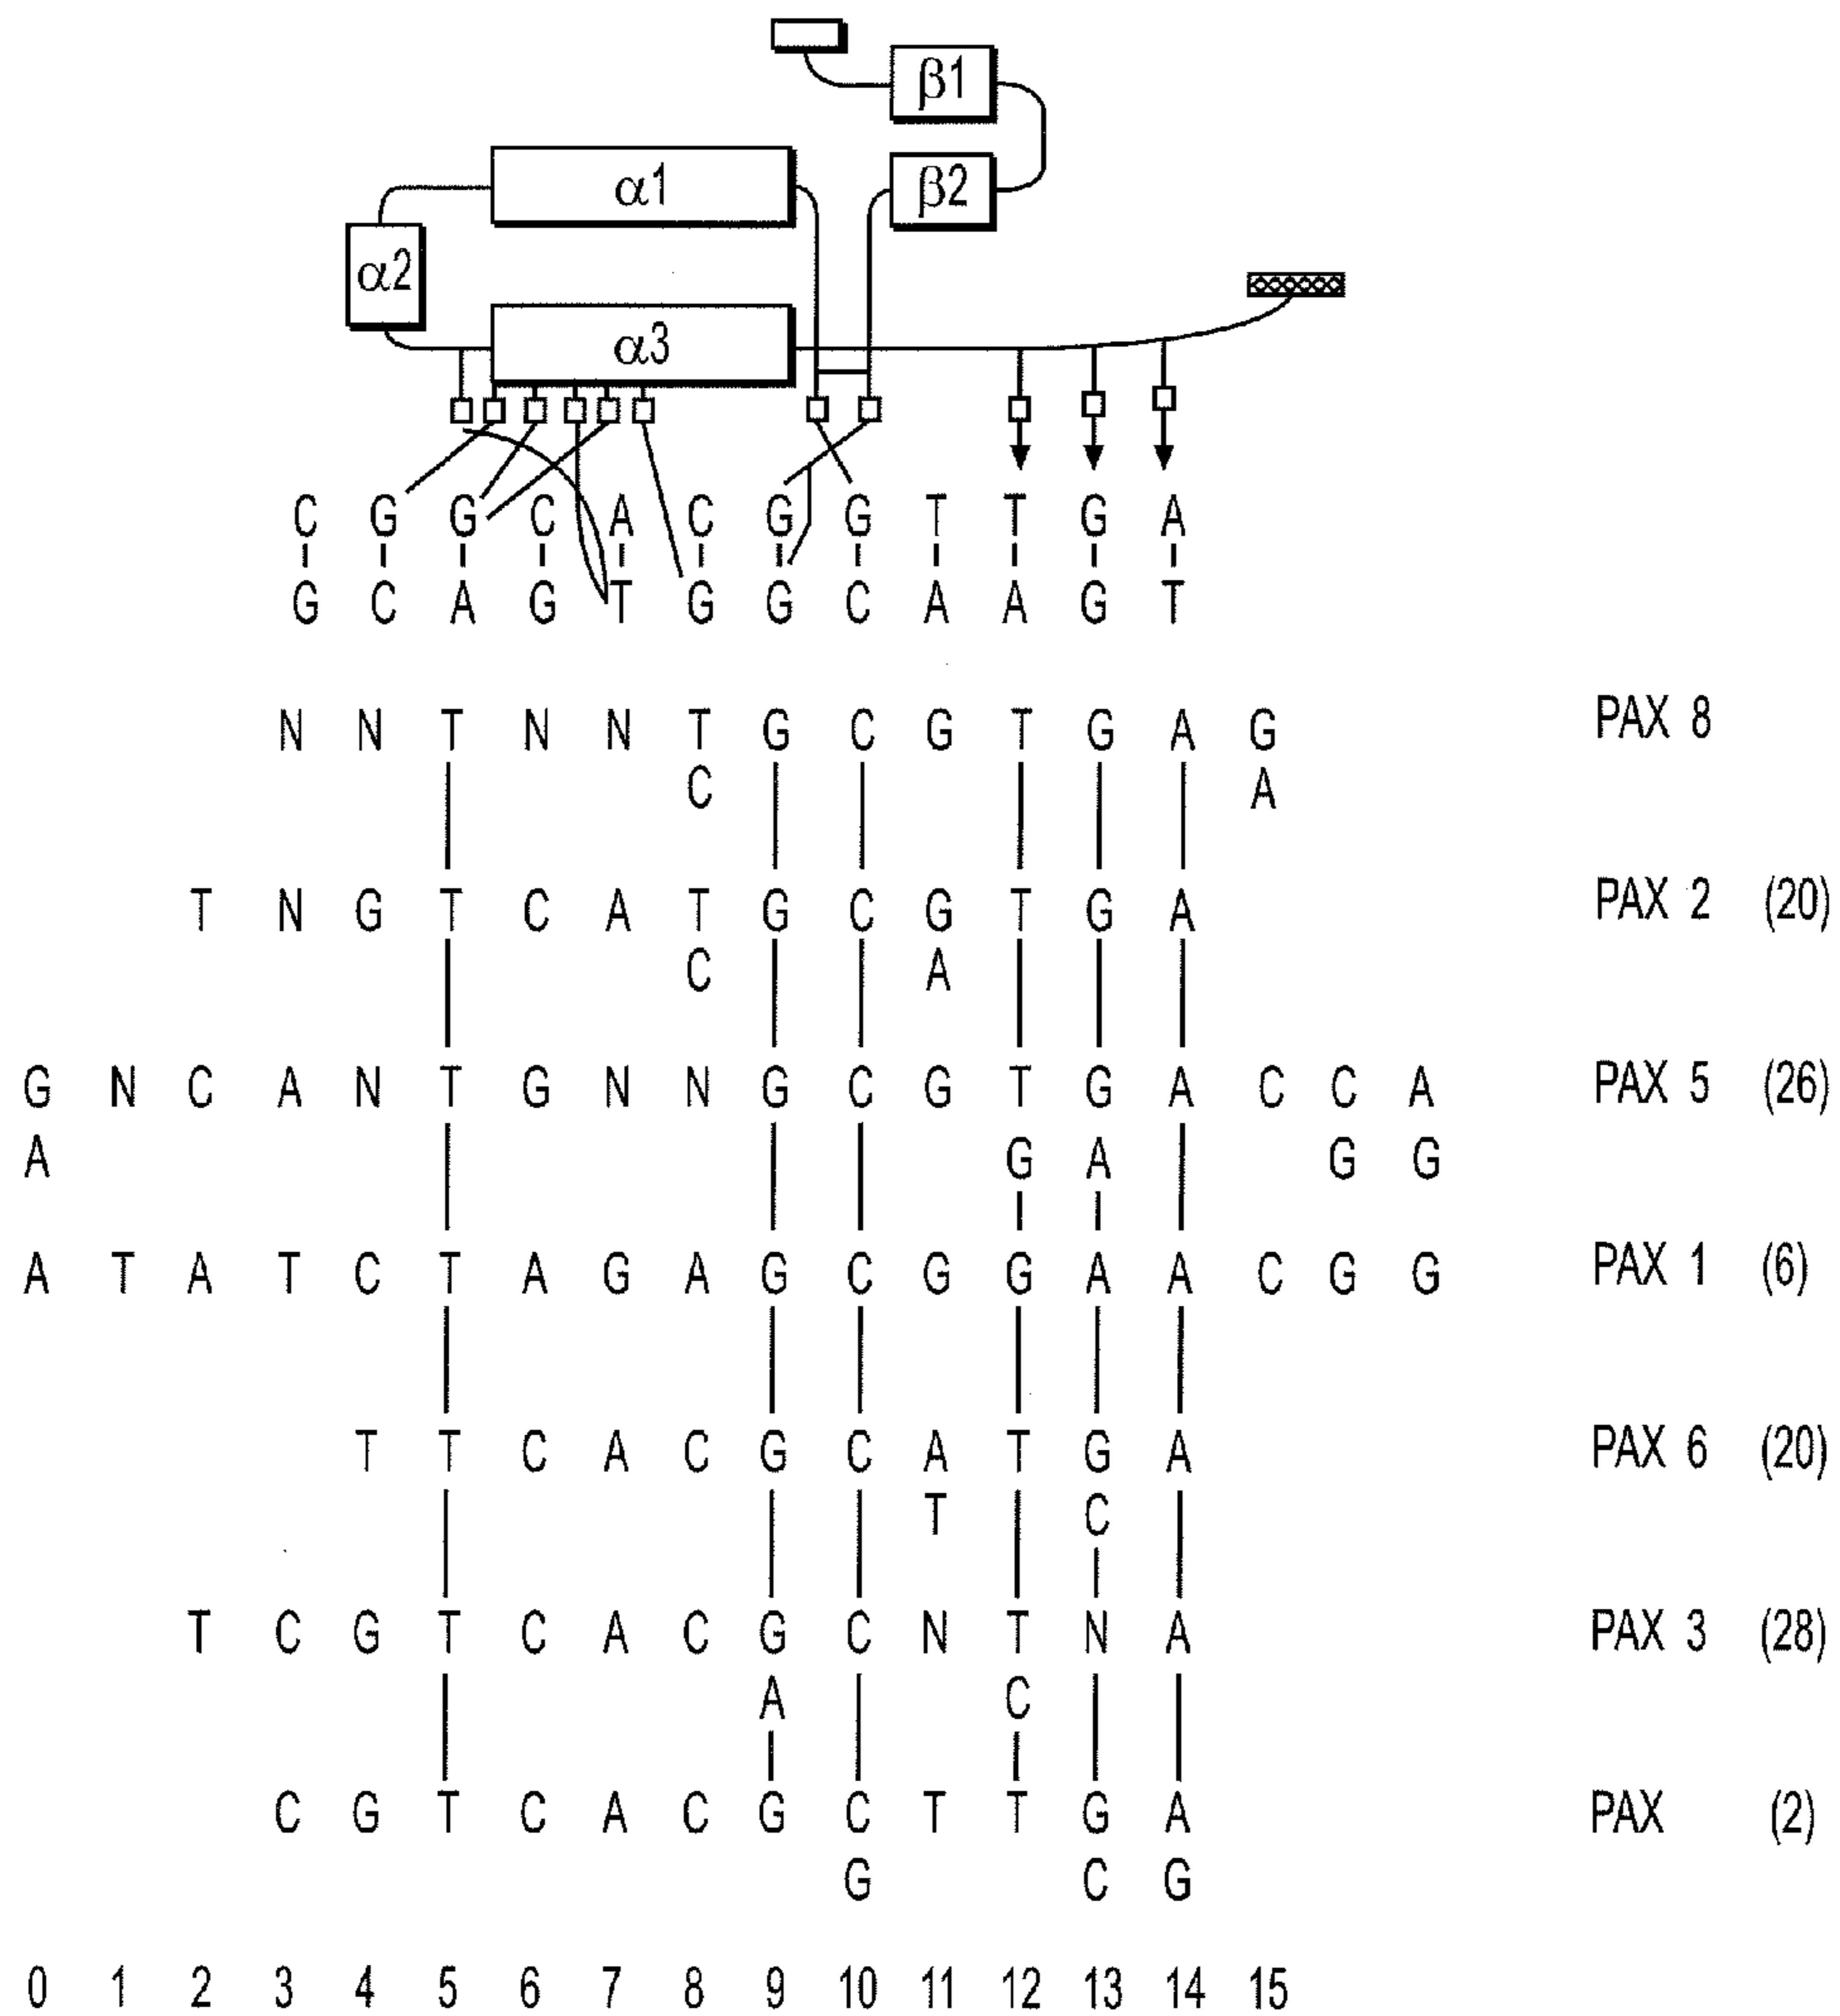 β1
α1 β2
α2
α3
C G G C A C G G T T G A
G C A G T G G C A A G T
N N T N N T G C G T G A G PAX 8
C A
T N G T C A T G C G T G A PAX 2 (20)
C A
G N C A N T G N N G C G T G A C C A PAX 5 (26)
A G A G G
A T A T C T A G A G C G G A A C G G PAX 1 (6)
T T C A C G C A T G A PAX 6 (20)
T C
T C G T C A C G C N T N A PAX 3 (28)
A C
C G T C A C G C T T G A PAX (2)
G C G
0 1 2 3 4 5 6 7 8 9 10 11 12 13 14 15